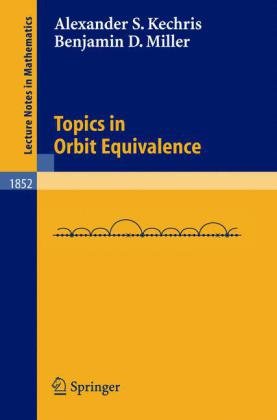 Alexander S. Kechris
Benjamin D. Miller
Lecture Notes in Mathematics
Topics in
Orbit Equivalence
1852
Springer